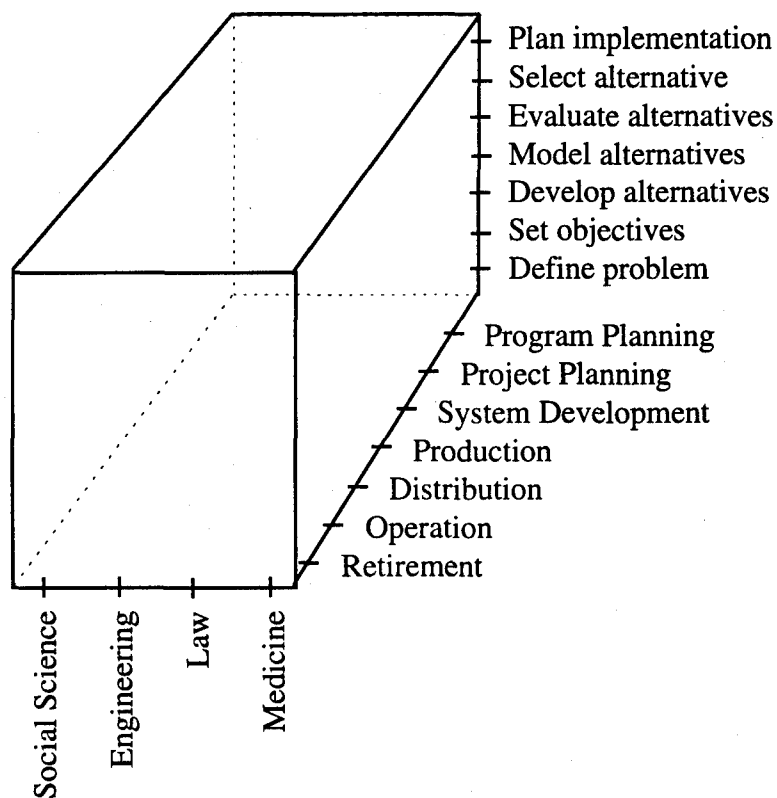 Plan implementation
Select alternative
Evaluate alternatives
Model alternatives
Develop alternatives
Set objectives
Define problem
Program Planning
Project Planning
System Development
Production
Distribution
Operation
Retirement
Social Science
Engineering
Law
Medicine